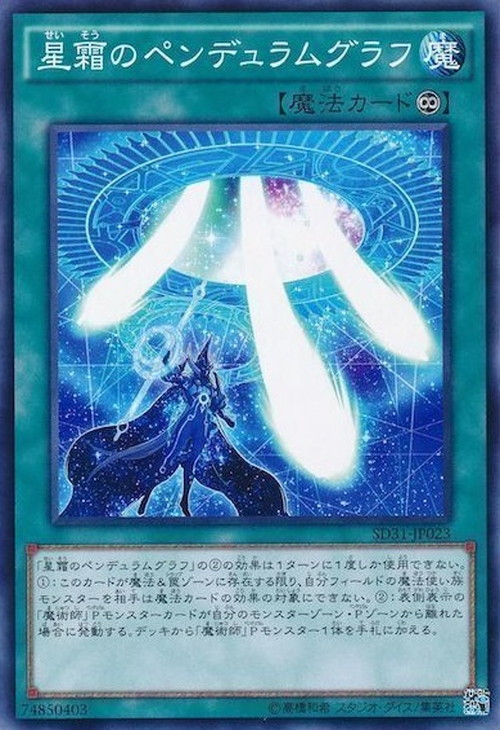 星霜のペンデュラムグラフ 魔
【魔法カード♾】
SD31-JP023
「星霜のペンデュラムグラフ」の②の効果は1ターンに1度しか使用できない。
①:このカードが魔法&罠ゾーンに存在する限り、自分フィールドの魔法使い族
モンスターを相手は魔法カードの効果の対象にできない。②:表側表示の
「魔術師」Pモンスターカードが自分のモンスターゾーン・Pゾーンから離れた
場合に発動する。デッキから「魔術師」Pモンスター1体を手札に加える。
74850403 ©高橋和希 スタジオ・ダイス/集英社